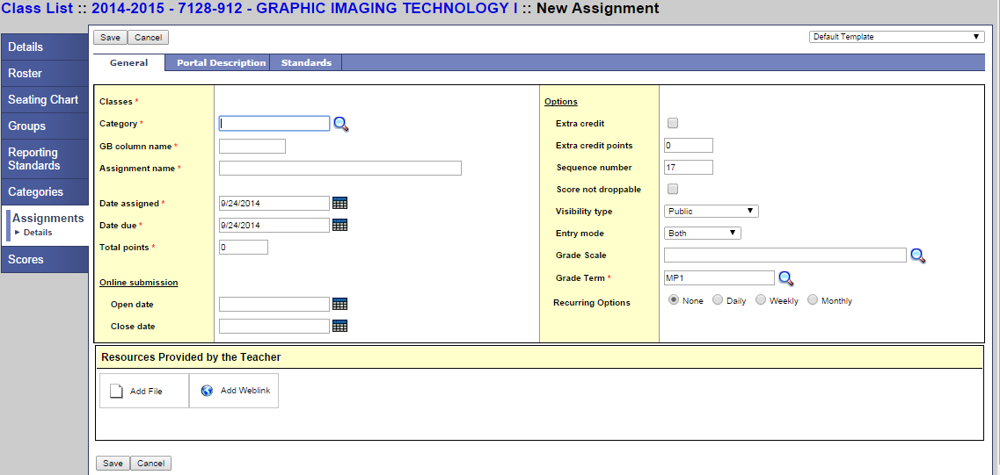 Class List :: 2014-2015 - 7128-912 - GRAPHIC IMAGING TECHNOLOGY I :: New Assignment
Details
Roster
Seating Chart
Groups
Reporting
Standards
Categories
Assignments
▸ Details
Scores
Save Cancel Default Template
General Portal Description Standards
Classes *
Category *
GB column name *
Assignment name *
Date assigned * 9/24/2014
Date due * 9/24/2014
Total points * 0
Online submission
Open date
Close date
Options
Extra credit
Extra credit points 0
Sequence number 17
Score not droppable
Visibility type Public
Entry mode Both
Grade Scale
Grade Term * MP1
Recurring Options None Daily Weekly Monthly
Resources Provided by the Teacher
Add File Add Weblink
Save Cancel